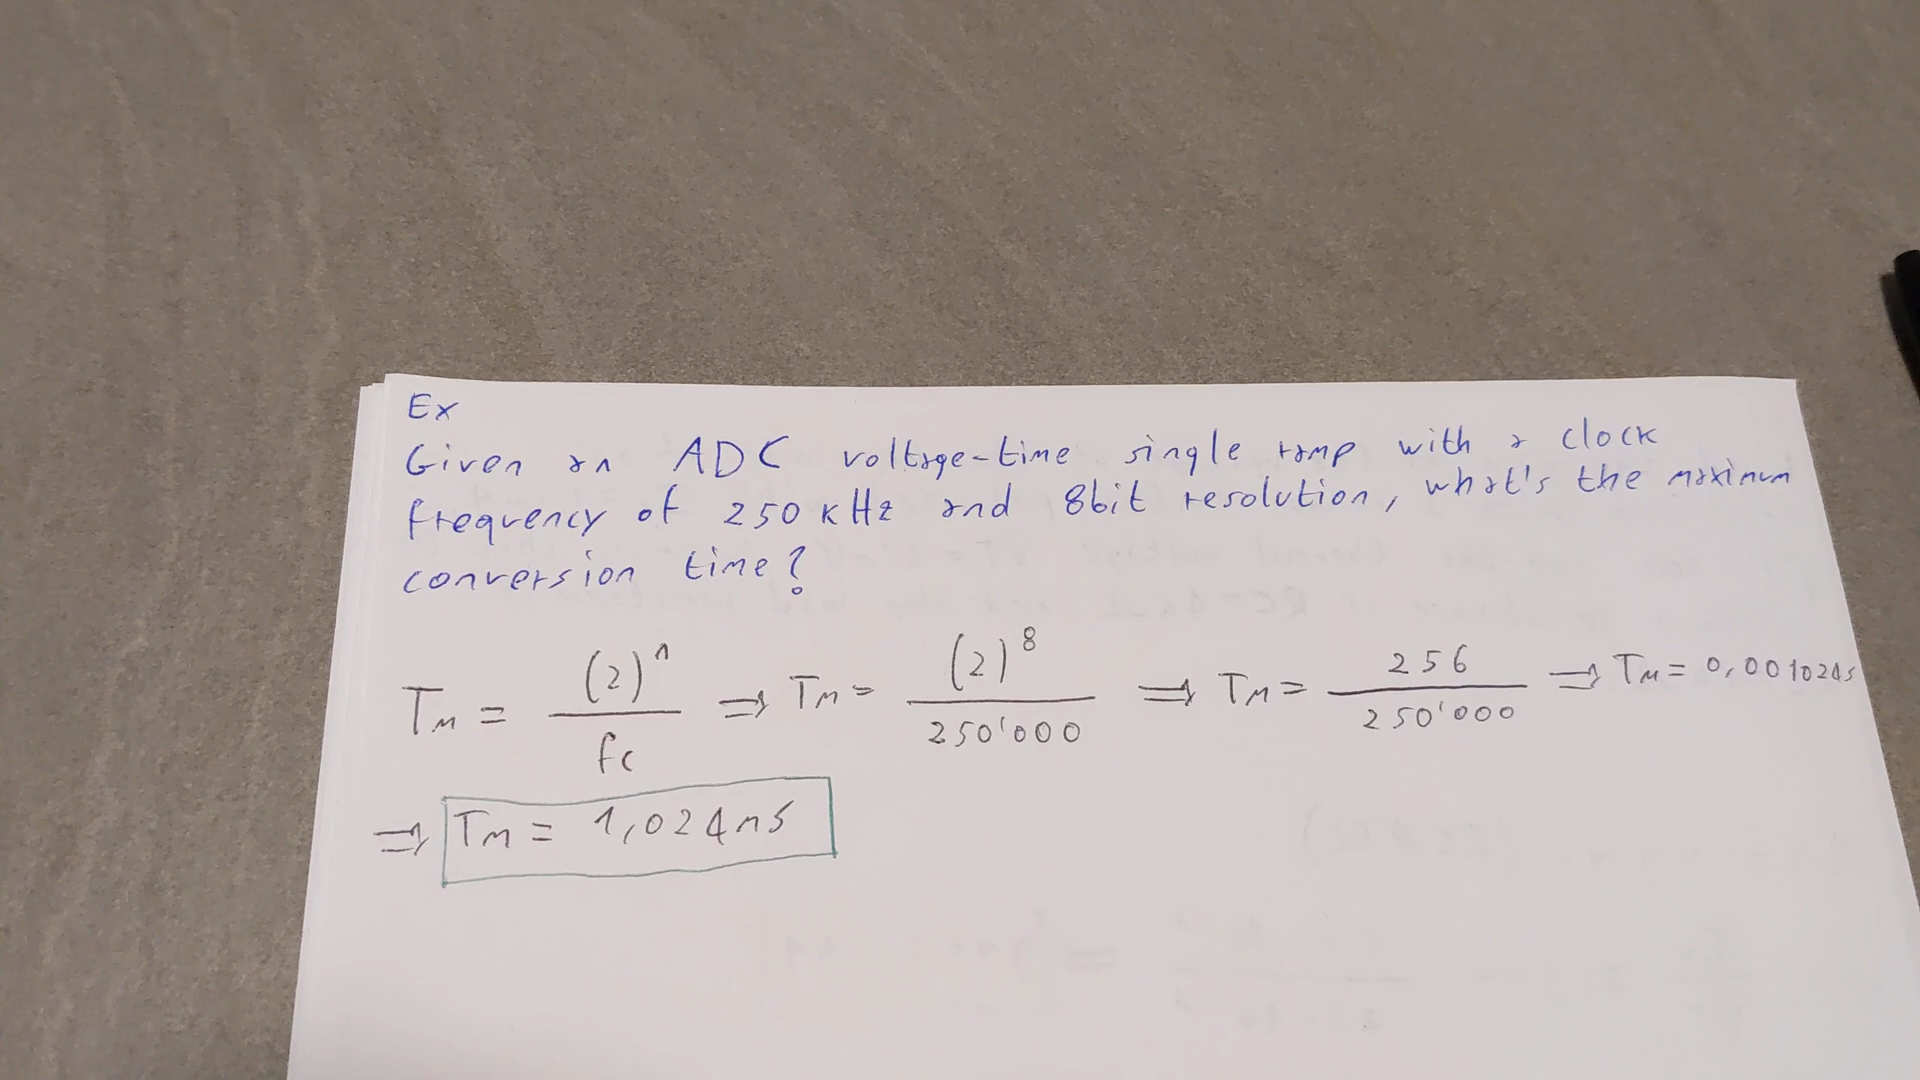 Ex
Given an ADC voltage-time single ramp with a clock
frequency of 250 kHz and 8bit resolution, what's the maximum
conversion time?
TM = (2)^n / fc ⇒ TM = (2)^8 / 250'000 ⇒ TM = 256 / 250'000 ⇒ TM = 0,001024s
⇒ TM = 1,024ms